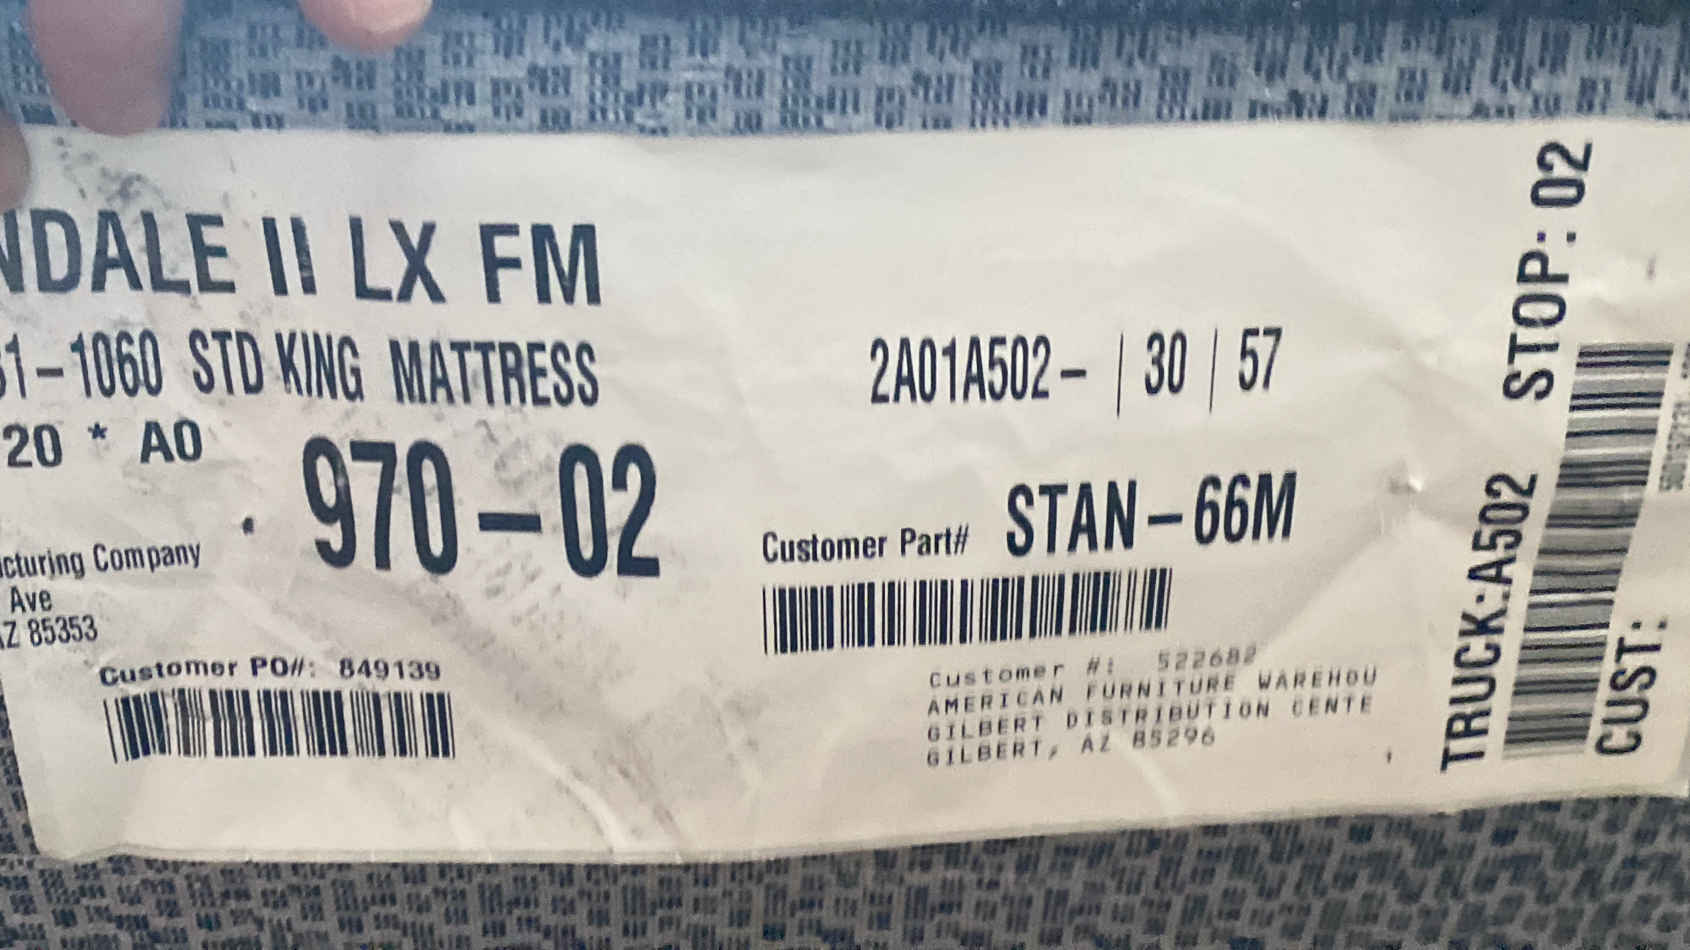 NDALE II LX FM
1-1060 STD KING MATTRESS
2A01A502- | 30 | 57
20 * A0
970-02
Customer Part# STAN-66M
cturing Company
Ave
AZ 85353
Customer PO#: 849139
Customer #: 522682
AMERICAN FURNITURE WAREHOU
GILBERT DISTRIBUTION CENTE
GILBERT, AZ 85296
TRUCK:A502 STOP:02
CUST: